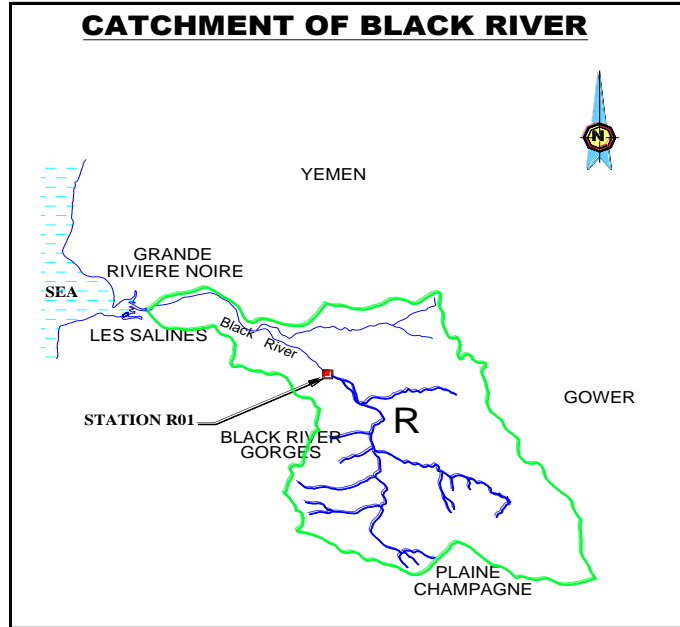 CATCHMENT OF BLACK RIVER
N
YEMEN
GRANDE
RIVIERE NOIRE
SEA
LES SALINES
Black River
GOWER
STATION R01
R
BLACK RIVER
GORGES
PLAINE
CHAMPAGNE